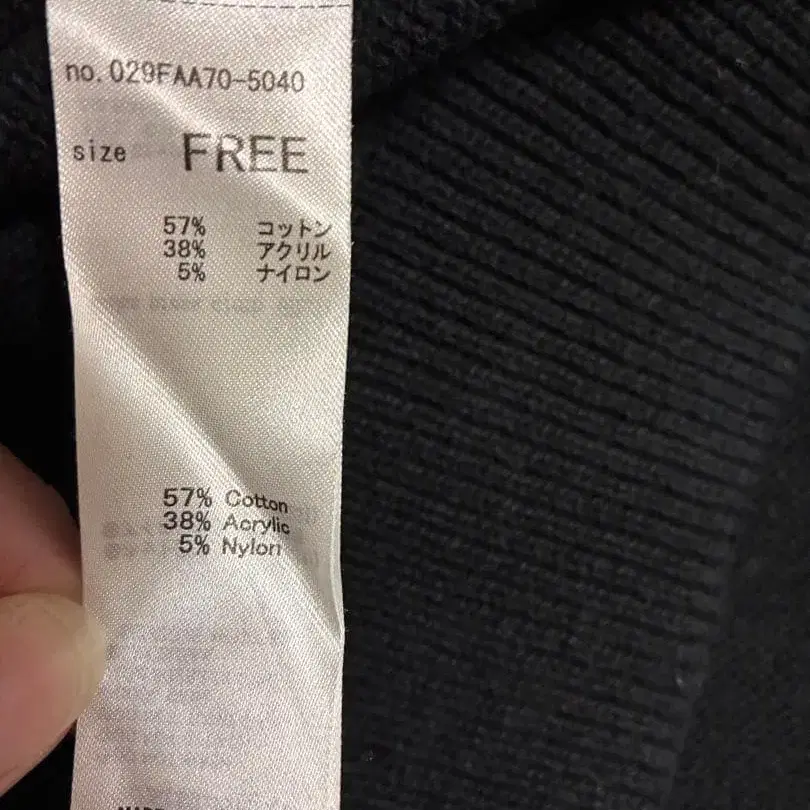 no. 029FAA70-5040
size FREE
57% コットン
38% アクリル
5% ナイロン
57% Cotton
38% Acrylic
5% Nylon